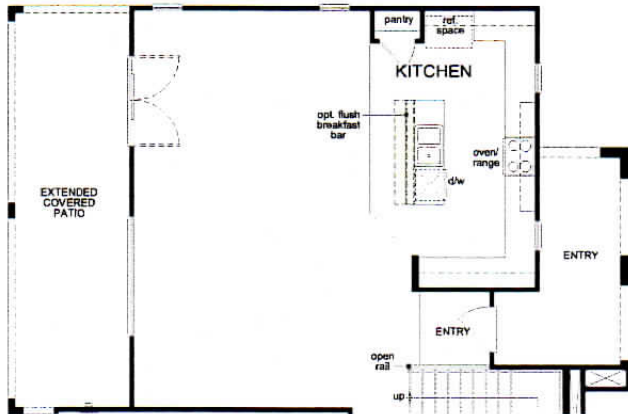 pantry
ref.
space
KITCHEN
opt. flush
breakfast
bar
oven/
range
d/w
EXTENDED
COVERED
PATIO
ENTRY
ENTRY
open
rail
up